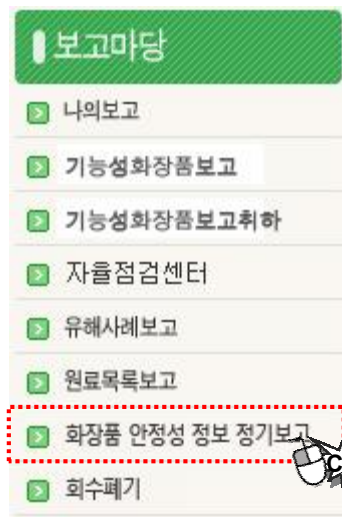 보고마당
나의보고
기능성화장품보고
기능성화장품보고취하
자율점검센터
유해사례보고
원료목록보고
화장품 안정성 정보 정기보고
회수폐기